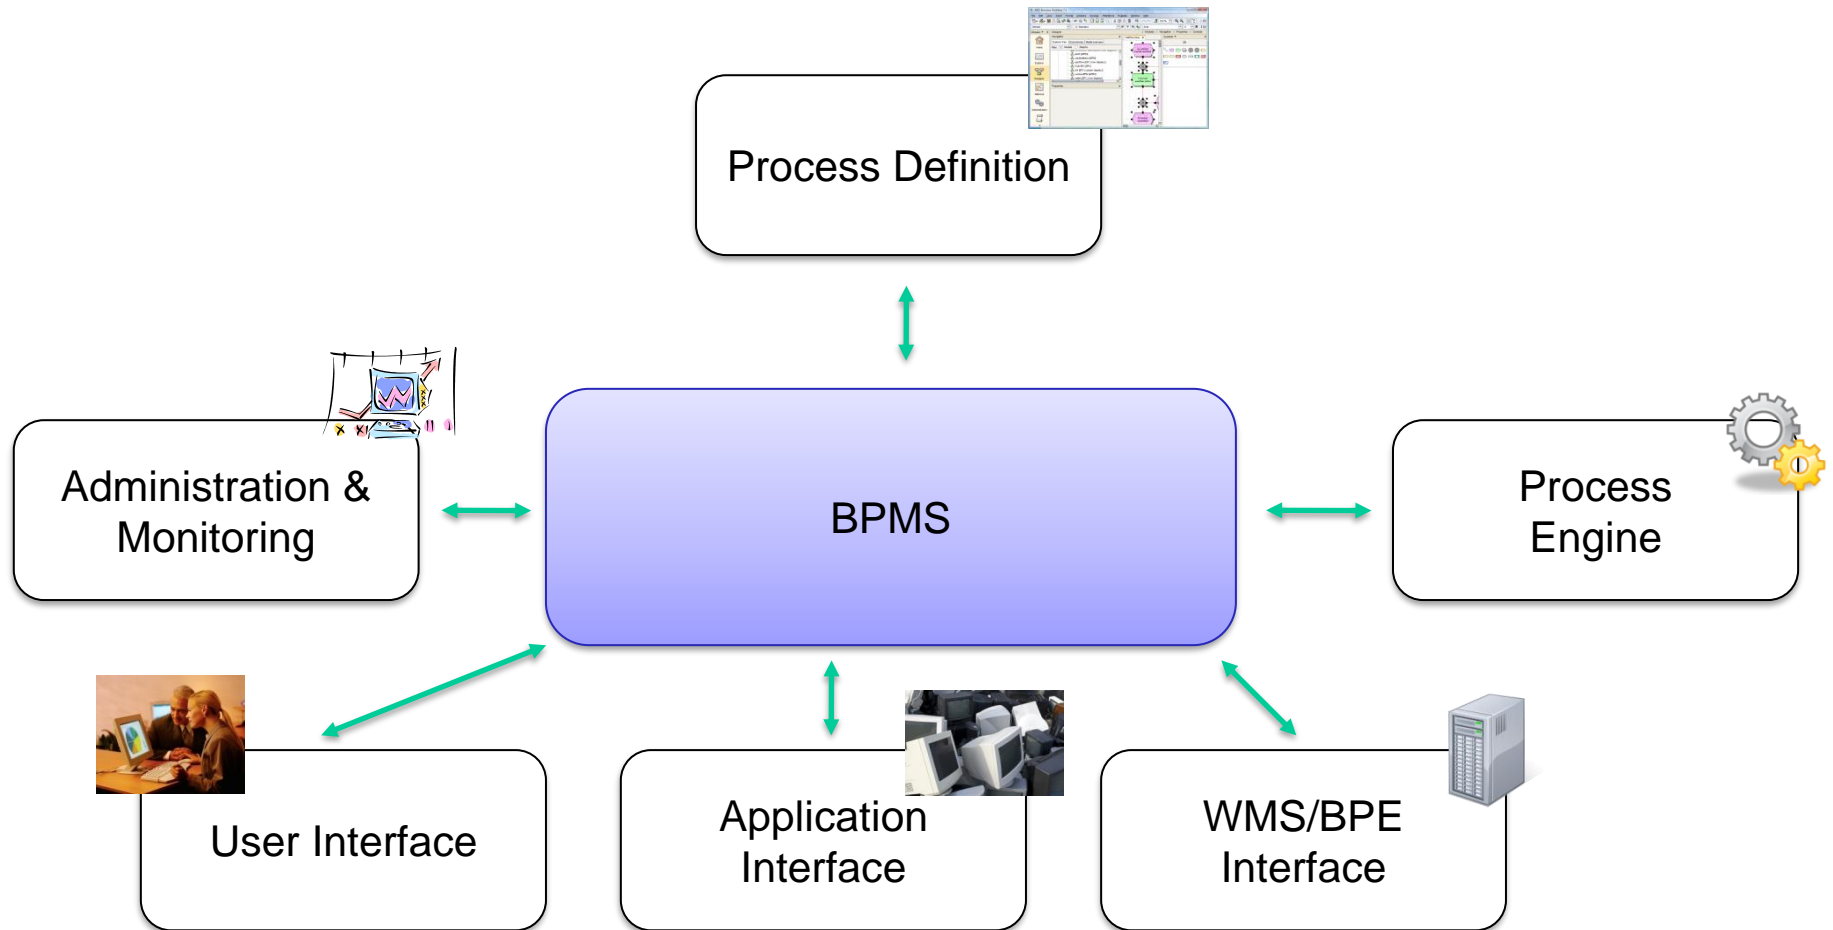 Process Definition
Administration &
Monitoring
BPMS
Process
Engine
User Interface
Application
Interface
WMS/BPE
Interface